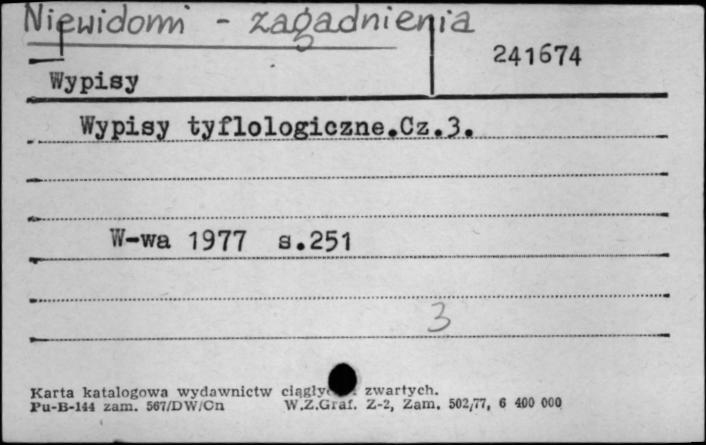 Niewidomi - zagadnienia
241674
Wypisy
Wypisy tyflologiczne.Cz.3.
W-wa 1977 s.251
3
Karta katalogowa wydawnictw zwartych.
Pu-B-144 zam. 567/DW/Cn W.Z.Graf. Z-2, Zam. 502/77, 6 400 000